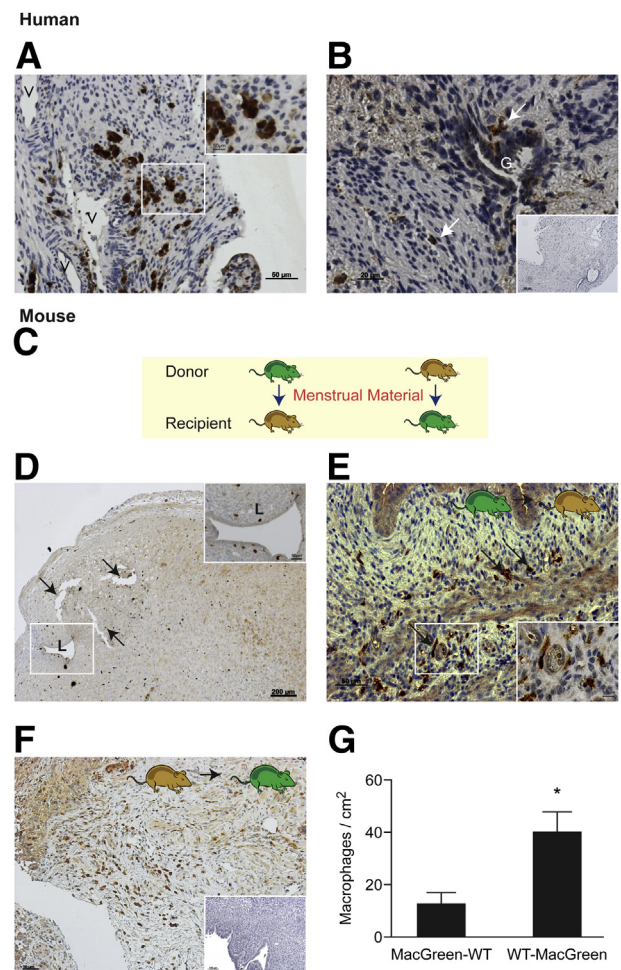 Human
A
B
V
V
V
50 µm
G
20 µm
Mouse
C
Donor
Menstrual Material
Recipient
D
E
L
L
200 µm
F
G
Macrophages / cm²
60
40
20
0
*
MacGreen-WT
WT-MacGreen